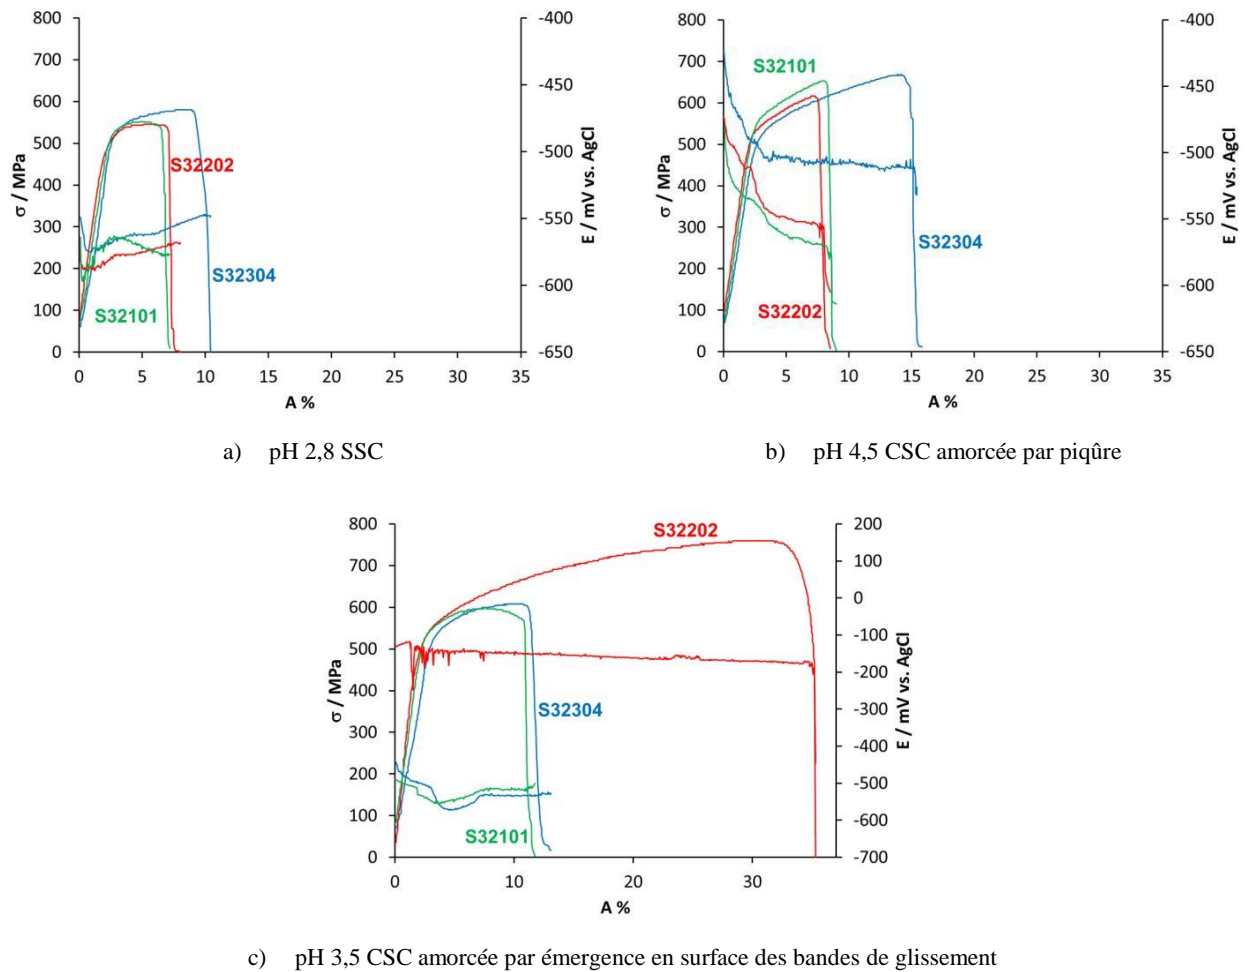 800
700
600
500
400
300
200
100
0
σ / MPa
0 5 10 15 20 25 30 35
A %
-400
-450
-500
-550
-600
-650
E / mV vs. AgCl
S32202
S32304
S32101
a) pH 2,8 SSC
800
700
600
500
400
300
200
100
0
σ / MPa
0 5 10 15 20 25 30 35
A %
-400
-450
-500
-550
-600
-650
E / mV vs. AgCl
S32101
S32304
S32202
b) pH 4,5 CSC amorcée par piqûre
800
700
600
500
400
300
200
100
0
σ / MPa
0 10 20 30
A %
200
100
0
-100
-200
-300
-400
-500
-600
-700
E / mV vs. AgCl
S32202
S32304
S32101
c) pH 3,5 CSC amorcée par émergence en surface des bandes de glissement